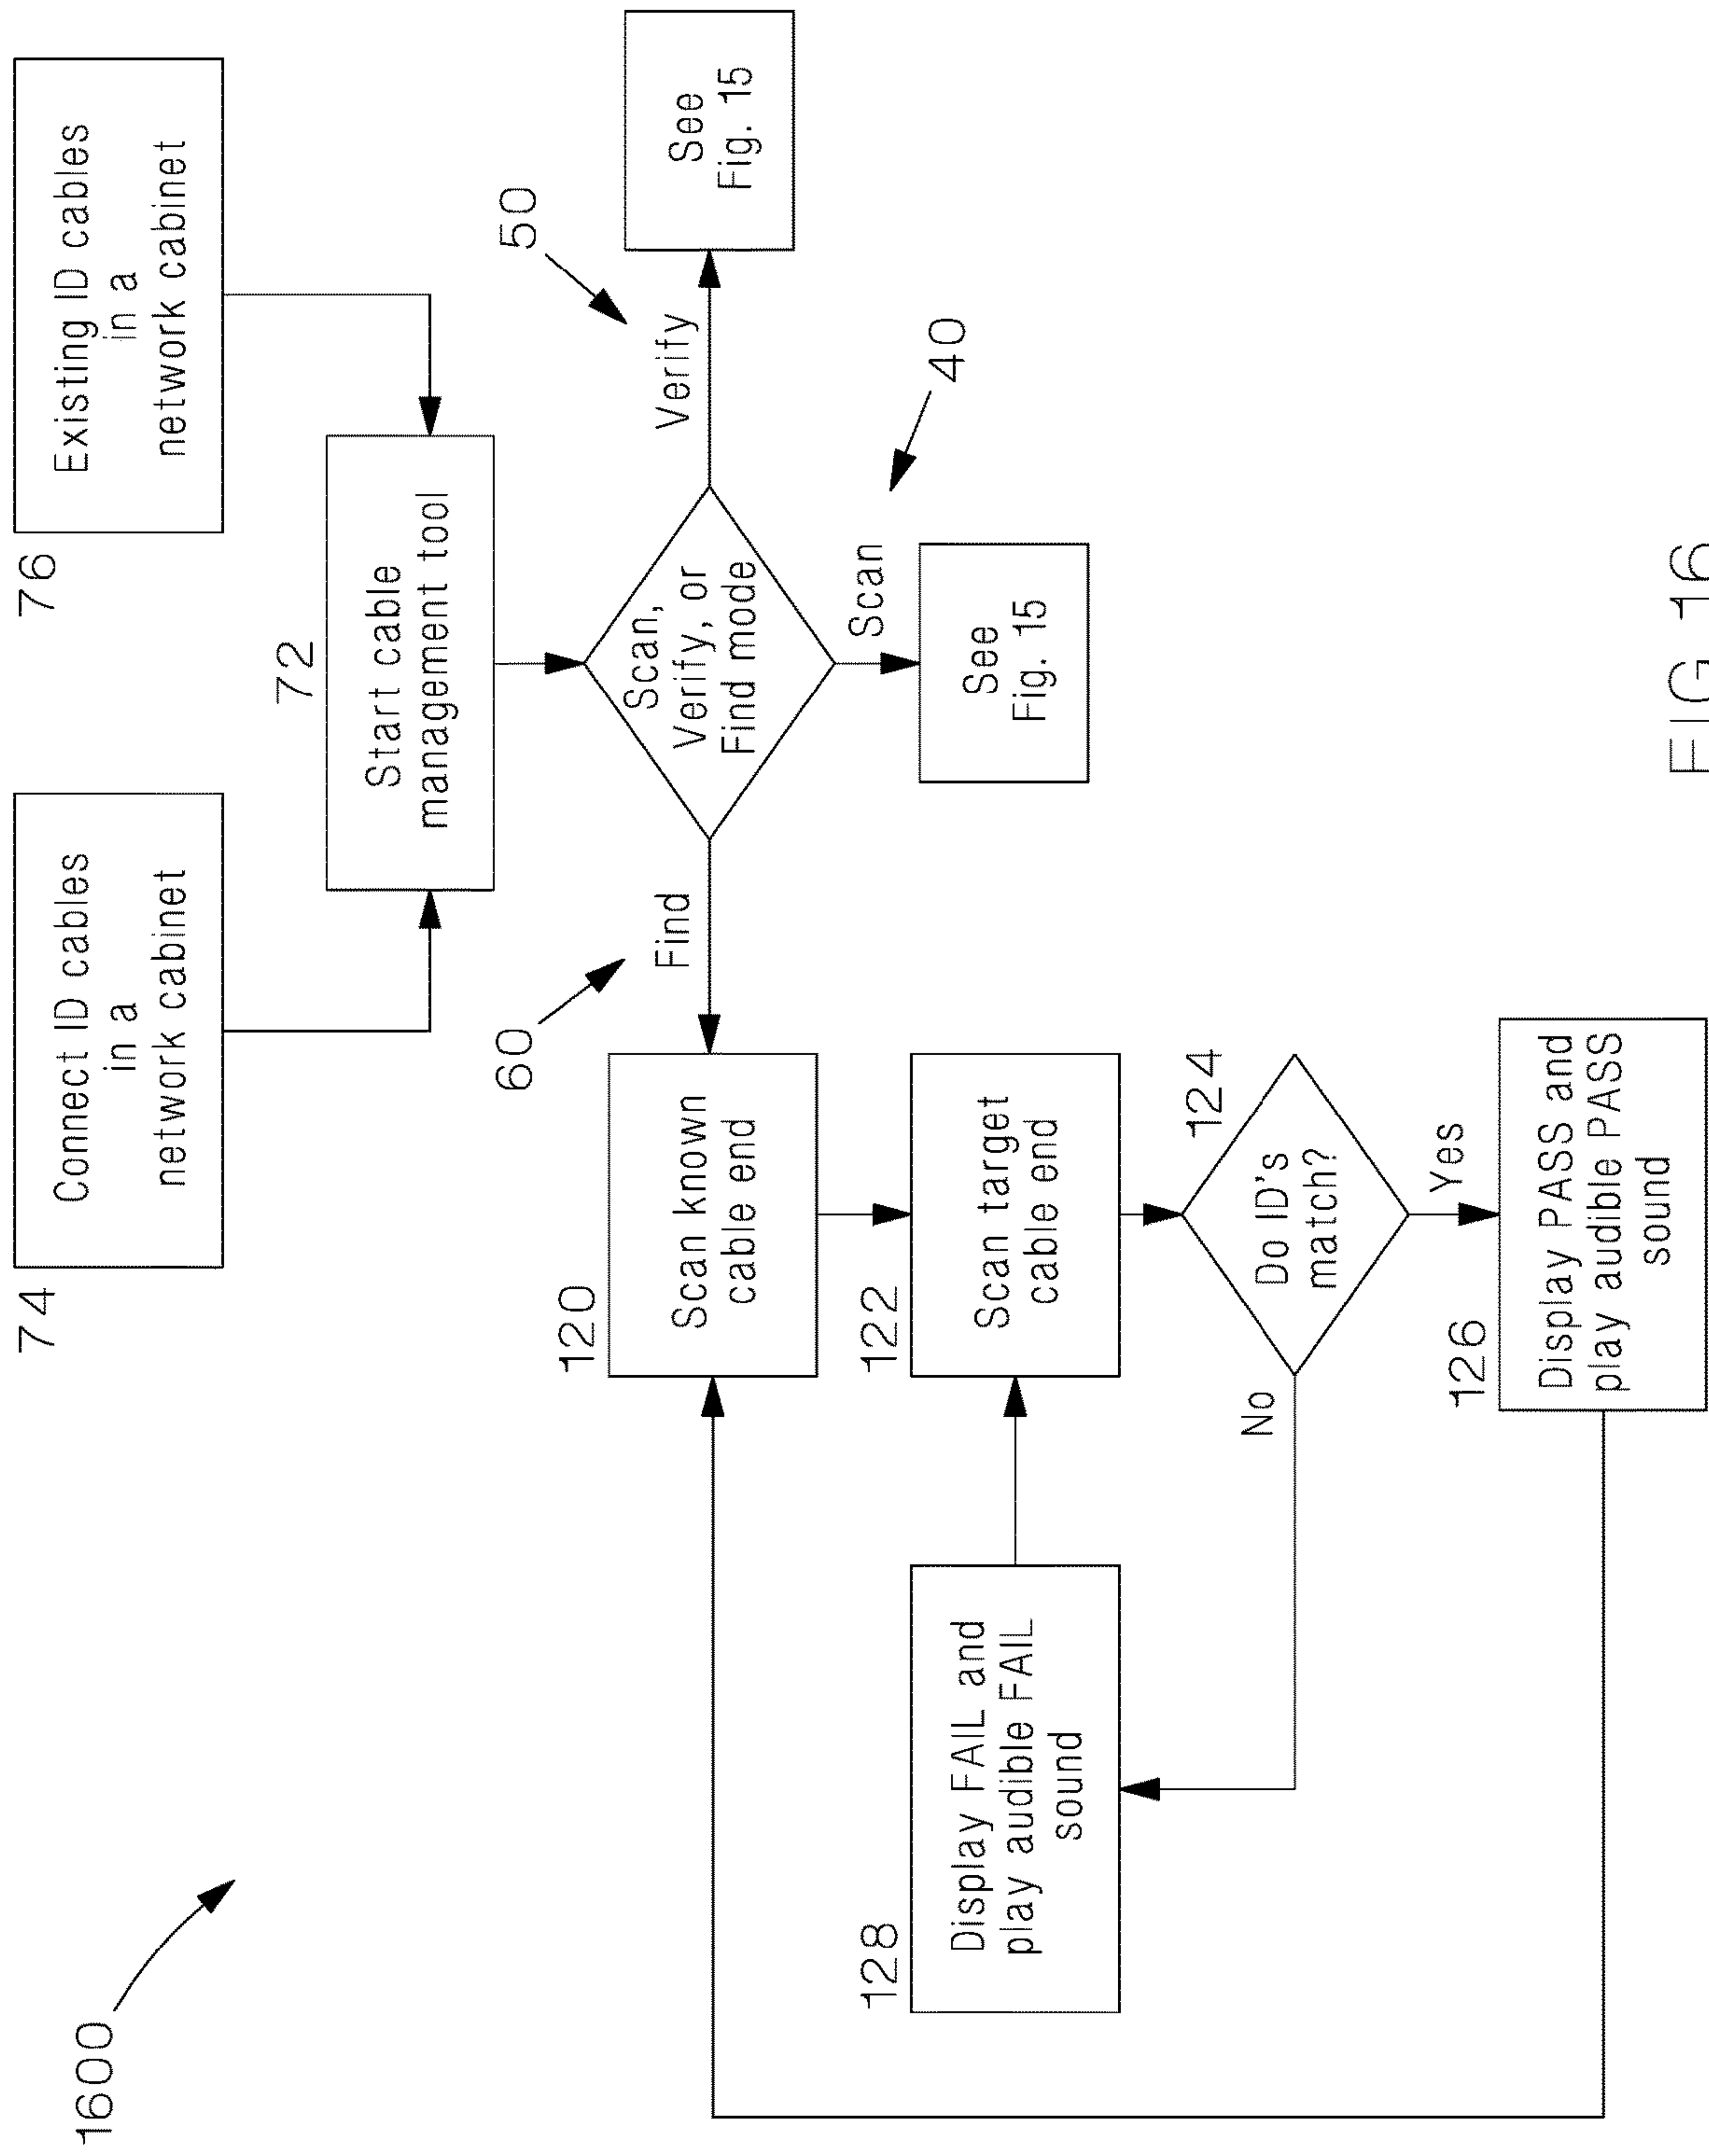 1600
74
Connect ID cables
in a
network cabinet
76
Existing ID cables
in a
network cabinet
72
Start cable
management tool
Scan,
Verify, or
Find mode
60
Find
50
Verify
See
Fig. 15
40
Scan
See
Fig. 15
120
Scan known
cable end
122
Scan target
cable end
128
Display FAIL and
play audible FAIL
sound
124
Do ID's
match?
No
Yes
126
Display PASS and
play audible PASS
sound
FIG 16